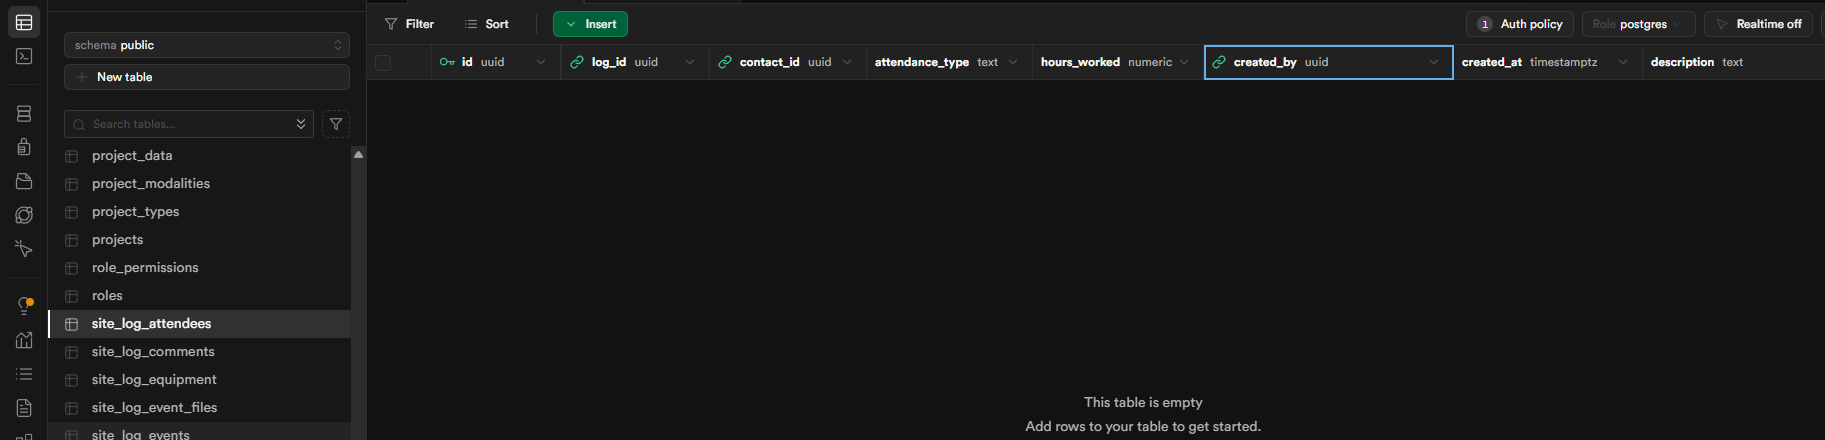 schema public
New table
Search tables...
project_data
project_modalities
project_types
projects
role_permissions
roles
site_log_attendees
site_log_comments
site_log_equipment
site_log_event_files
site_log_events
Filter Sort Insert 1 Auth policy Role postgres Realtime off
id uuid log_id uuid contact_id uuid attendance_type text hours_worked numeric created_by uuid created_at timestamptz description text
This table is empty
Add rows to your table to get started.